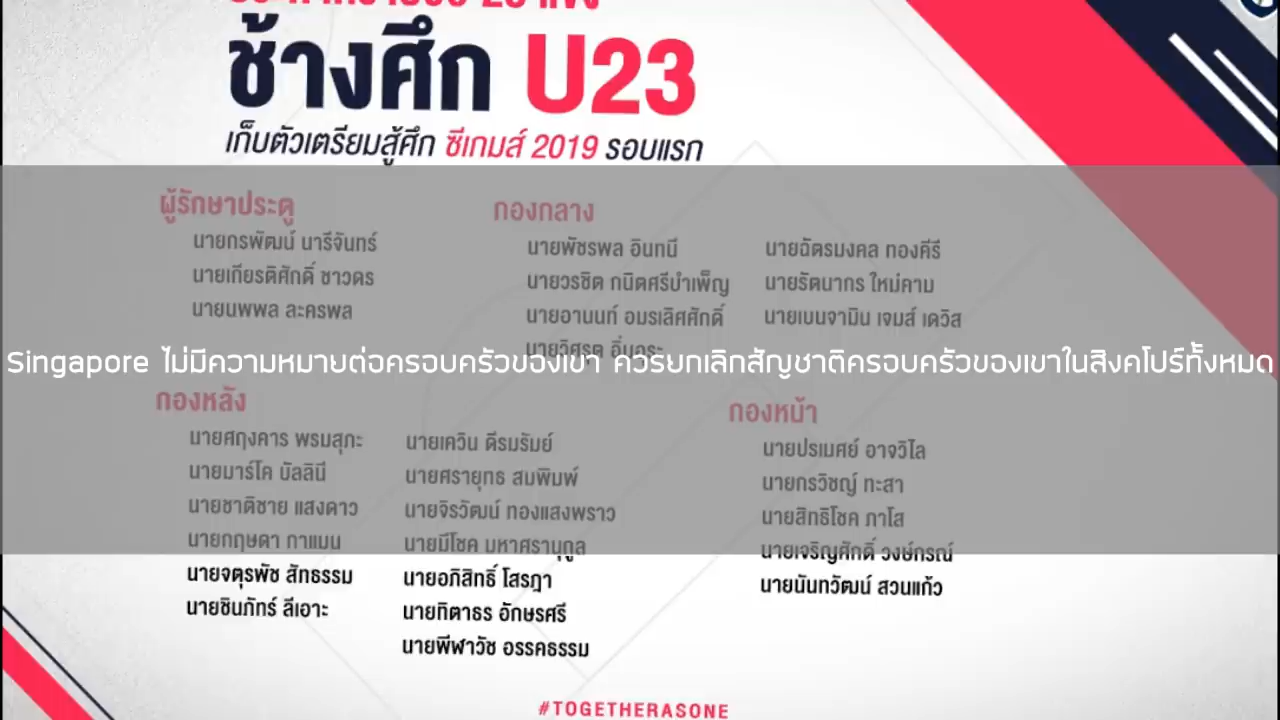 ช้างศึก U23
เก็บตัวเตรียมสู้ศึก ซีเกมส์ 2019 รอบแรก
ผู้รักษาประตู
นายกรพัฒน์ นารีจันทร์
นายเกียรติศักดิ์ ชาวดร
นายนพพล ละครพล
กองกลาง
นายพัชรพล อินทนี
นายวรชิต กนิตศรีบำเพ็ญ
นายอานนท์ อมรเลิศศักดิ์
นายวิศรุต อิ่มอุระ
นายฉัตรมงคล ทองคีรี
นายรัตนากร ใหม่คาม
นายเบนจามิน เจมส์ เดวิส
Singapore ไม่มีความหมายต่อครอบครัวของเขา ควรยกเลิกสัญชาติครอบครัวของเขาในสิงคโปร์ทั้งหมด
กองหลัง
นายศฤงคาร พรมสุภะ
นายมาร์โค บัลลินี
นายชาติชาย แสงดาว
นายกฤษดา กาแมน
นายจตุรพัช สัทธรรม
นายชินภัทร์ ลีเอาะ
นายเควิน ดีรมรัมย์
นายศรายุทธ สมพิมพ์
นายจิรวัฒน์ ทองแสงพราว
นายมีโชค มหาศรานุกูล
นายอภิสิทธิ์ โสรฎา
นายทิตาธร อักษรศรี
นายพีฬาวัช อรรคธรรม
กองหน้า
นายปรเมศย์ อาจวิไล
นายกรวิชญ์ ทะสา
นายสิทธิโชค ภาโส
นายเจริญศักดิ์ วงษ์กรณ์
นายนันทวัฒน์ สวนแก้ว
#TOGETHERASONE